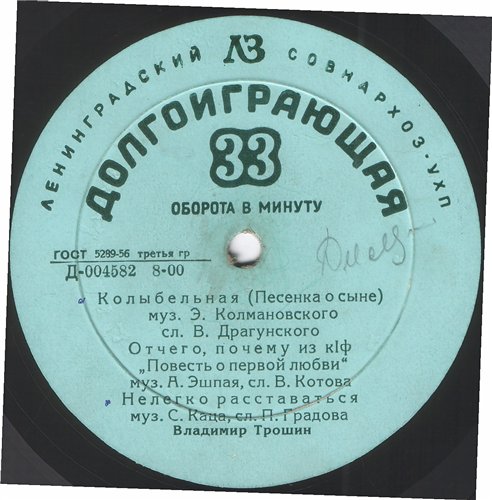 ЛЕНИНГРАДСКИЙ ЛЗ СОВНАРХОЗ-УХП
ДОЛГОИГРАЮЩАЯ
33
ОБОРОТА В МИНУТУ
ГОСТ 5289-56 третья гр
Д-004582 8-00
Колыбельная (Песенка о сыне)
муз. Э. Колмановского
сл. В. Драгунского
Отчего, почему из к|ф
„Повесть о первой любви"
муз. А. Эшпая, сл. В. Котова
Нелегко расставаться
муз. С. Каца, сл. П. Градова
Владимир Трошин